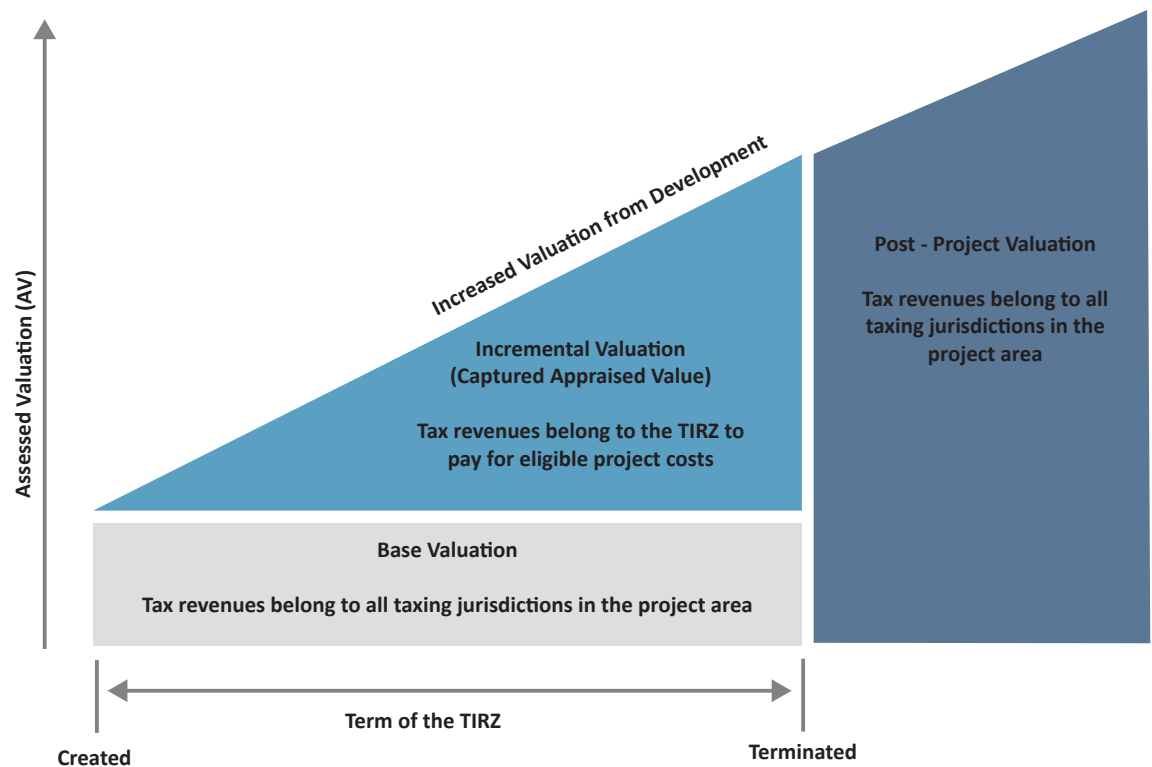 Assessed Valuation (AV)
Increased Valuation from Development
Incremental Valuation
(Captured Appraised Value)
Tax revenues belong to the TIRZ to
pay for eligible project costs
Post - Project Valuation
Tax revenues belong to all
taxing jurisdictions in the
project area
Base Valuation
Tax revenues belong to all taxing jurisdictions in the project area
Term of the TIRZ
Created
Terminated